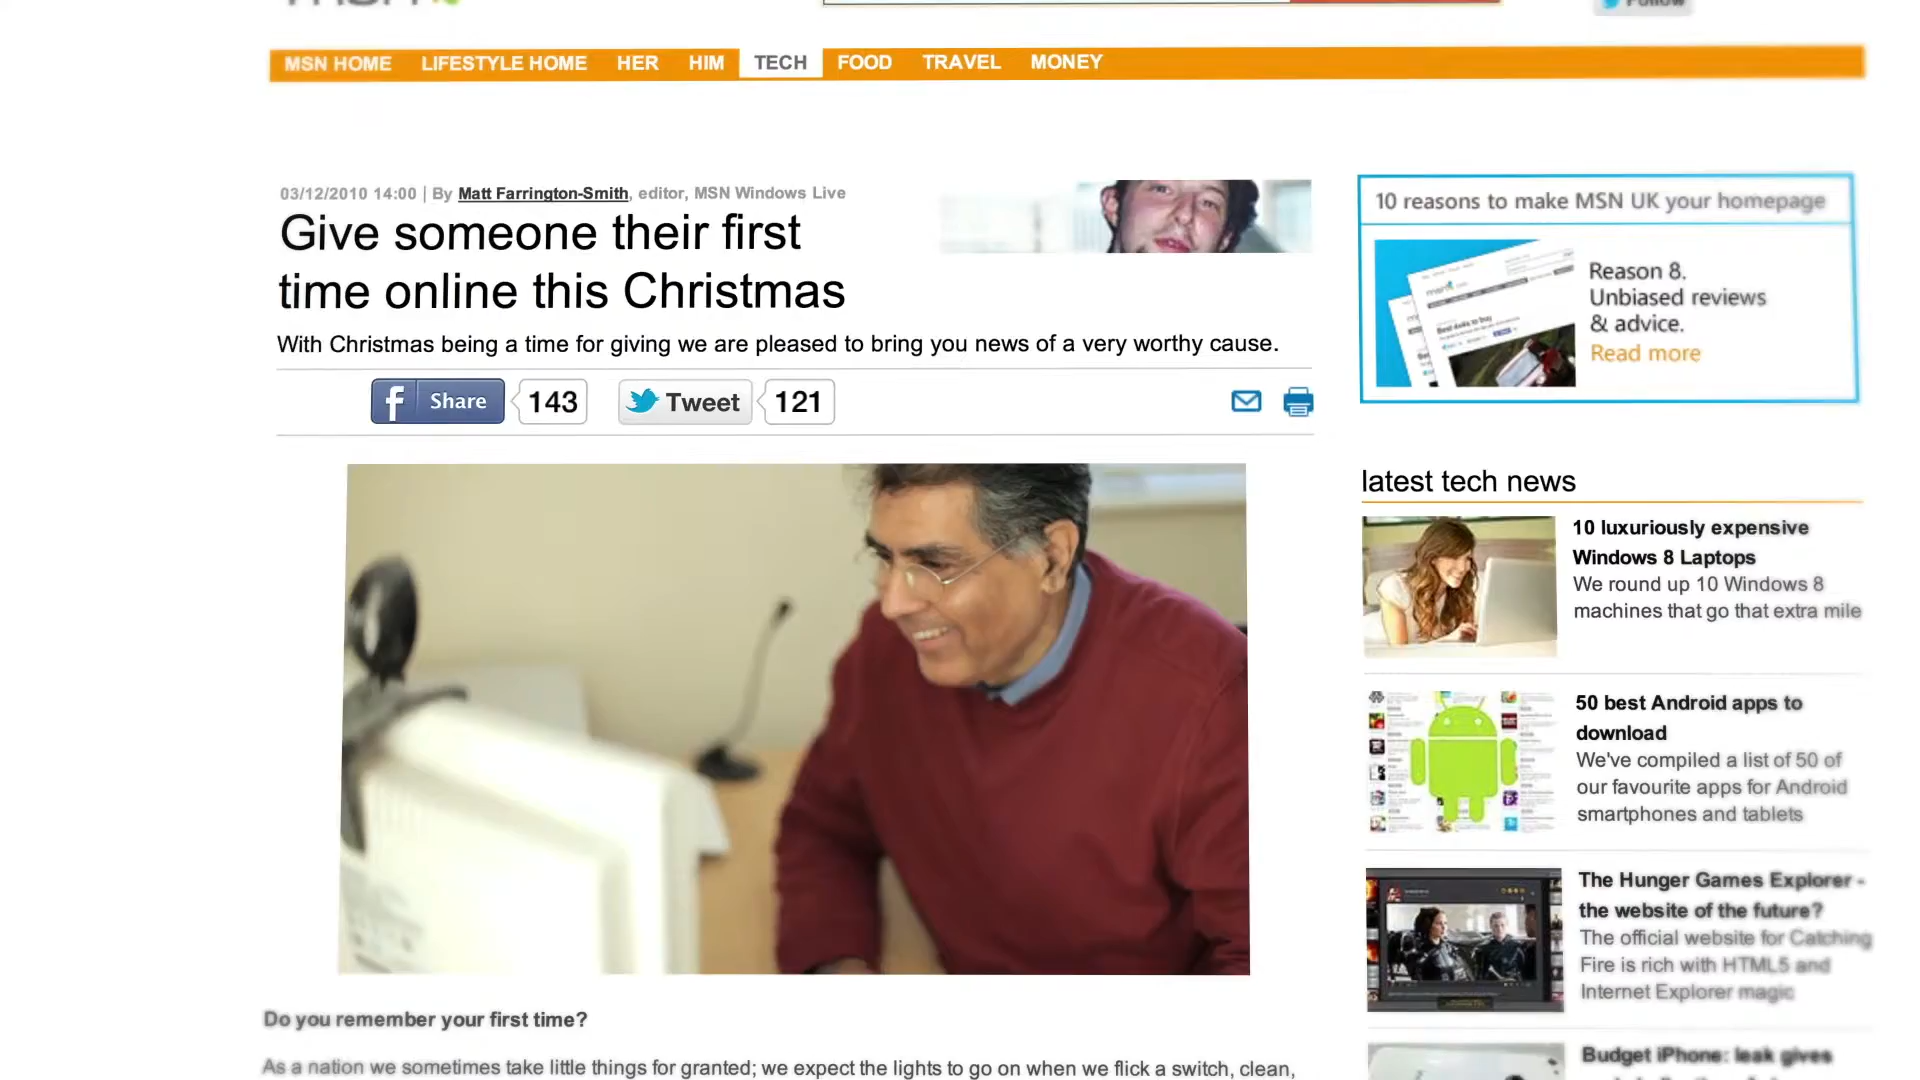 MSN HOME LIFESTYLE HOME HER HIM TECH FOOD TRAVEL MONEY
03/12/2010 14:00 | By Matt Farrington-Smith, editor, MSN Windows Live
Give someone their first
time online this Christmas
With Christmas being a time for giving we are pleased to bring you news of a very worthy cause.
Share 143 Tweet 121
Do you remember your first time?
As a nation we sometimes take little things for granted; we expect the lights to go on when we flick a switch, clean,
Follow
10 reasons to make MSN UK your homepage
Reason 8.
Unbiased reviews
& advice.
Read more
latest tech news
10 luxuriously expensive
Windows 8 Laptops
We round up 10 Windows 8
machines that go that extra mile
50 best Android apps to
download
We've compiled a list of 50 of
our favourite apps for Android
smartphones and tablets
The Hunger Games Explorer -
the website of the future?
The official website for Catching
Fire is rich with HTML5 and
Internet Explorer magic
Budget iPhone: leak gives